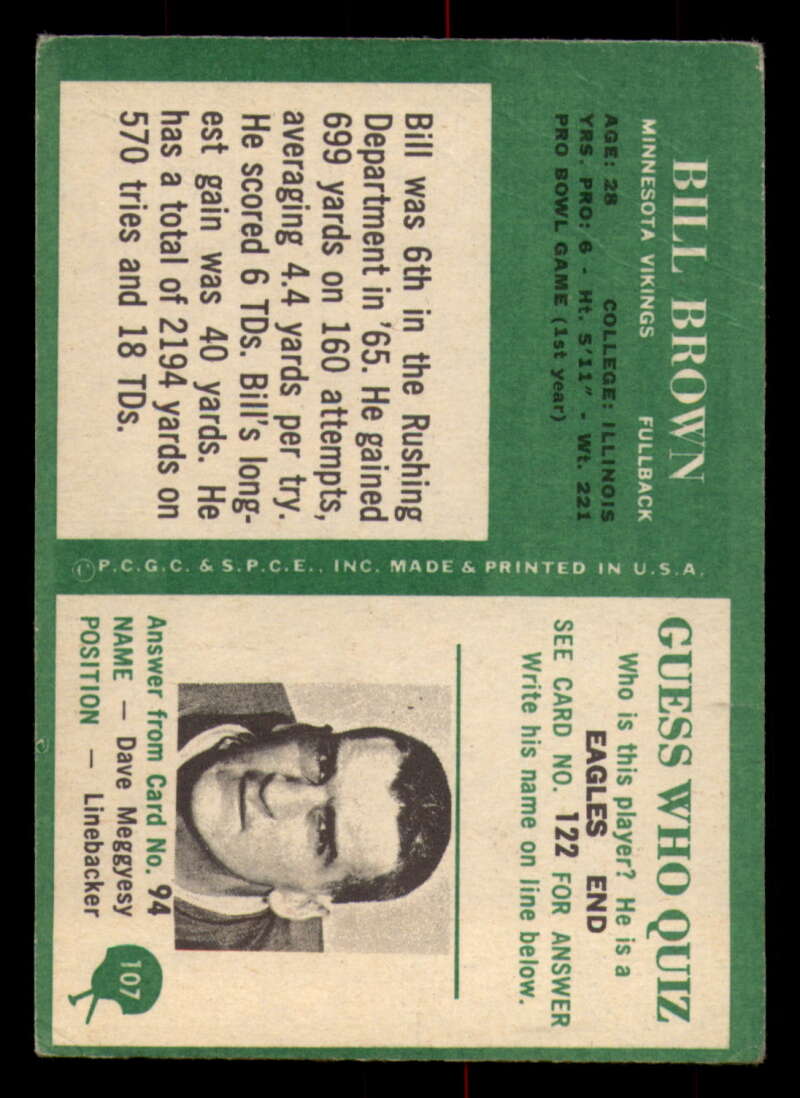 BILL BROWN
MINNESOTA VIKINGS FULLBACK
AGE: 28 COLLEGE: ILLINOIS
YRS. PRO: 6 - Ht. 5'11" - Wt. 221
PRO BOWL GAME (1st year)
Bill was 6th in the Rushing
Department in '65. He gained
699 yards on 160 attempts,
averaging 4.4 yards per try.
He scored 6 TDs. Bill's long-
est gain was 40 yards. He
has a total of 2194 yards on
570 tries and 18 TDs.
© P.C.G.C. & S.P.C.E., INC. MADE & PRINTED IN U.S.A.
GUESS WHO QUIZ
Who is this player? He is a
EAGLES END
SEE CARD NO. 122 FOR ANSWER
Write his name on line below.
Answer from Card No. 94
NAME — Dave Meggyesy
POSITION — Linebacker
107